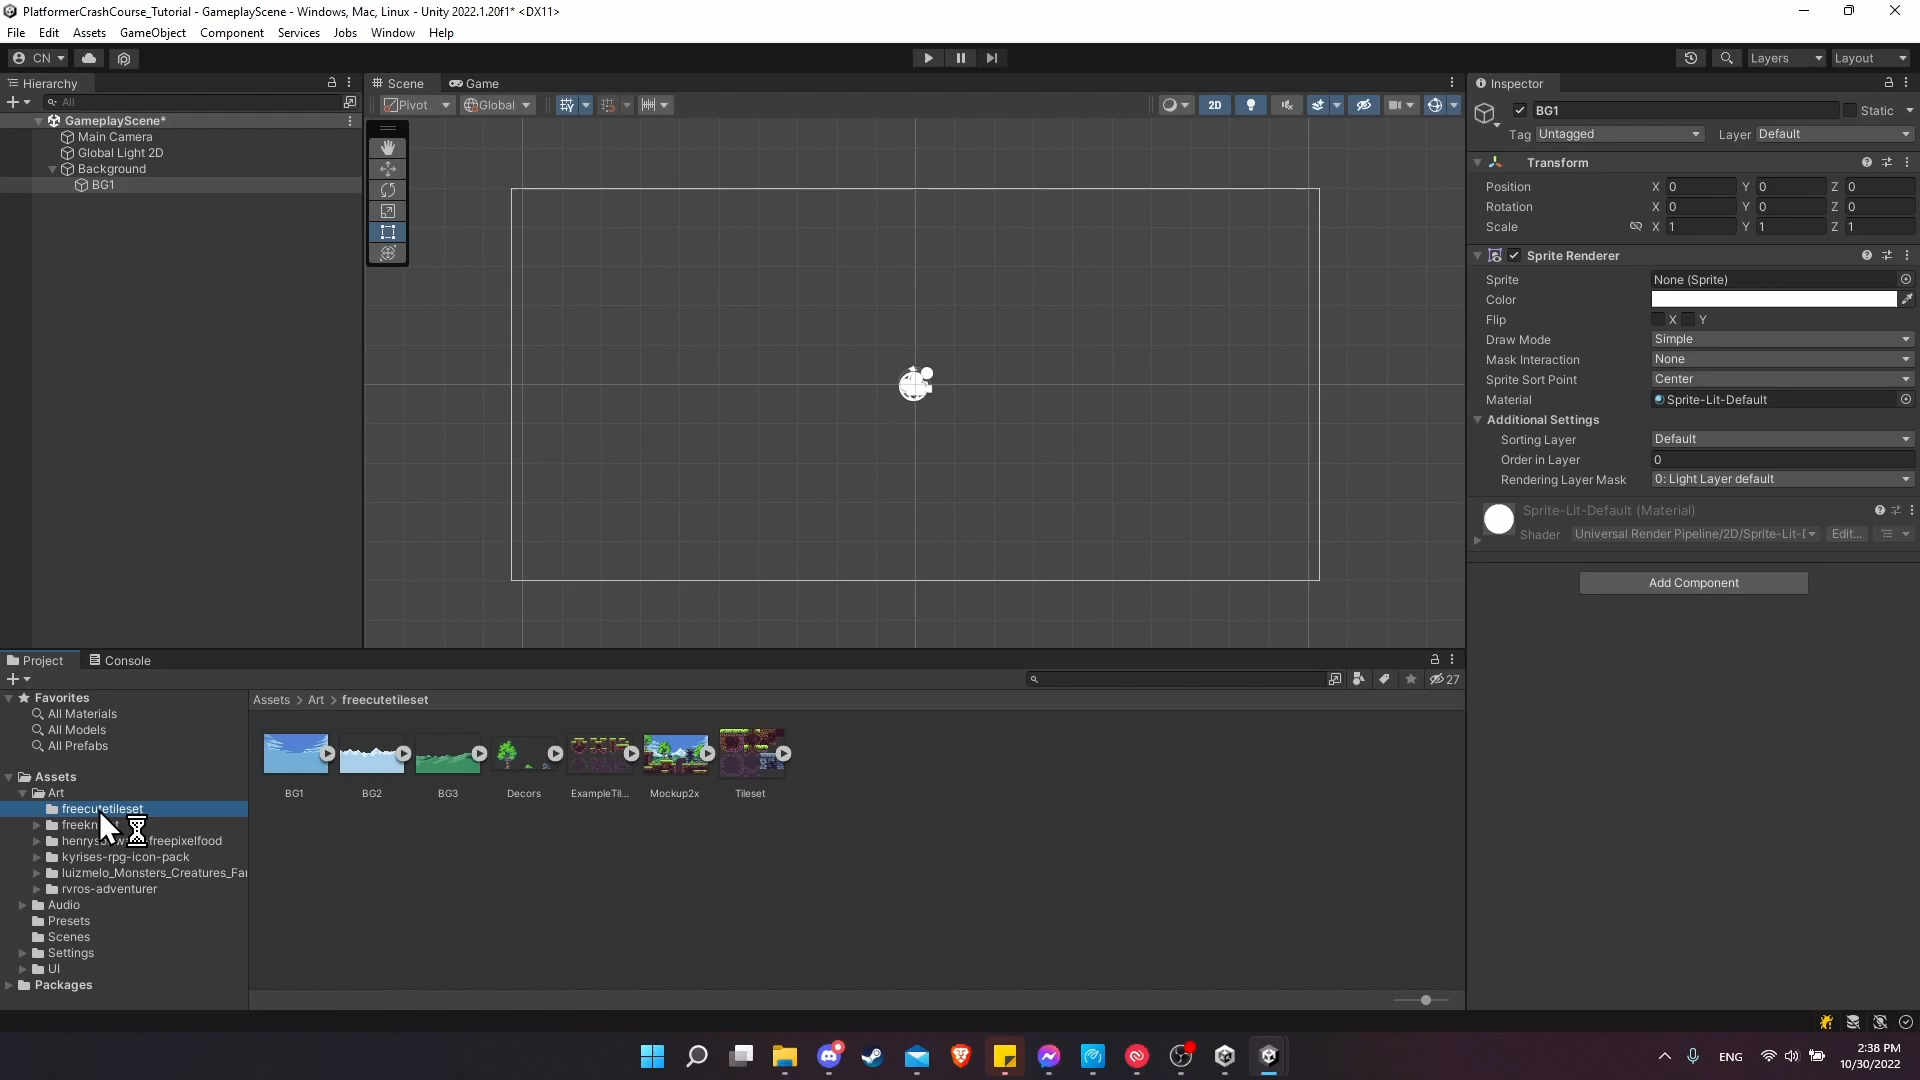 PlatformerCrashCourse_Tutorial - GameplayScene - Windows, Mac, Linux - Unity 2022.1.20f1* <DX11>
File Edit Assets GameObject Component Services Jobs Window Help
CN
Layers Layout
Hierarchy
All
GameplayScene*
Main Camera
Global Light 2D
Background
BG1
Scene Game
Pivot Global
2D
Inspector
BG1 Static
Tag Untagged Layer Default
Transform
Position X 0 Y 0 Z 0
Rotation X 0 Y 0 Z 0
Scale X 1 Y 1 Z 1
Sprite Renderer
Sprite None (Sprite)
Color
Flip X Y
Draw Mode Simple
Mask Interaction None
Sprite Sort Point Center
Material Sprite-Lit-Default
Additional Settings
Sorting Layer Default
Order in Layer 0
Rendering Layer Mask 0: Light Layer default
Sprite-Lit-Default (Material)
Shader Universal Render Pipeline/2D/Sprite-Lit-D Edit...
Add Component
Project Console
27
Favorites
All Materials
All Models
All Prefabs
Assets
Art
freecutetileset
kyrises-rpg-icon-pack
luizmelo_Monsters_Creatures_Fan
rvros-adventurer
Audio
Presets
Scenes
Settings
UI
Packages
Assets > Art > freecutetileset
BG1 BG2 BG3 Decors ExampleTil... Mockup2x Tileset
ENG
2:38 PM
10/30/2022